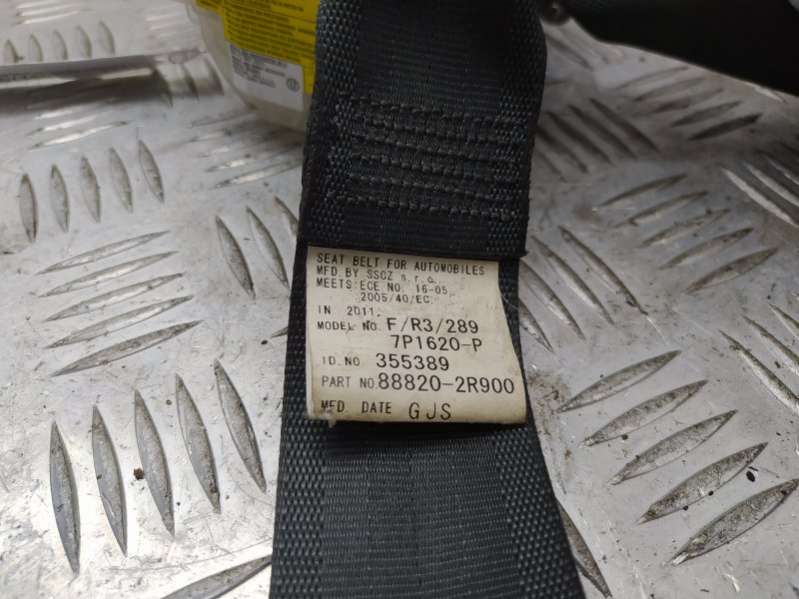 SEAT BELT FOR AUTOMOBILES
MFD. BY SSCZ s.r.o.
MEETS:ECE NO. 16-05
2005/40/EC
IN 2011.
MODEL NO. F/R3/289
7P1620-P
ID.NO. 355389
PART NO. 88820-2R900
MFD. DATE GJS